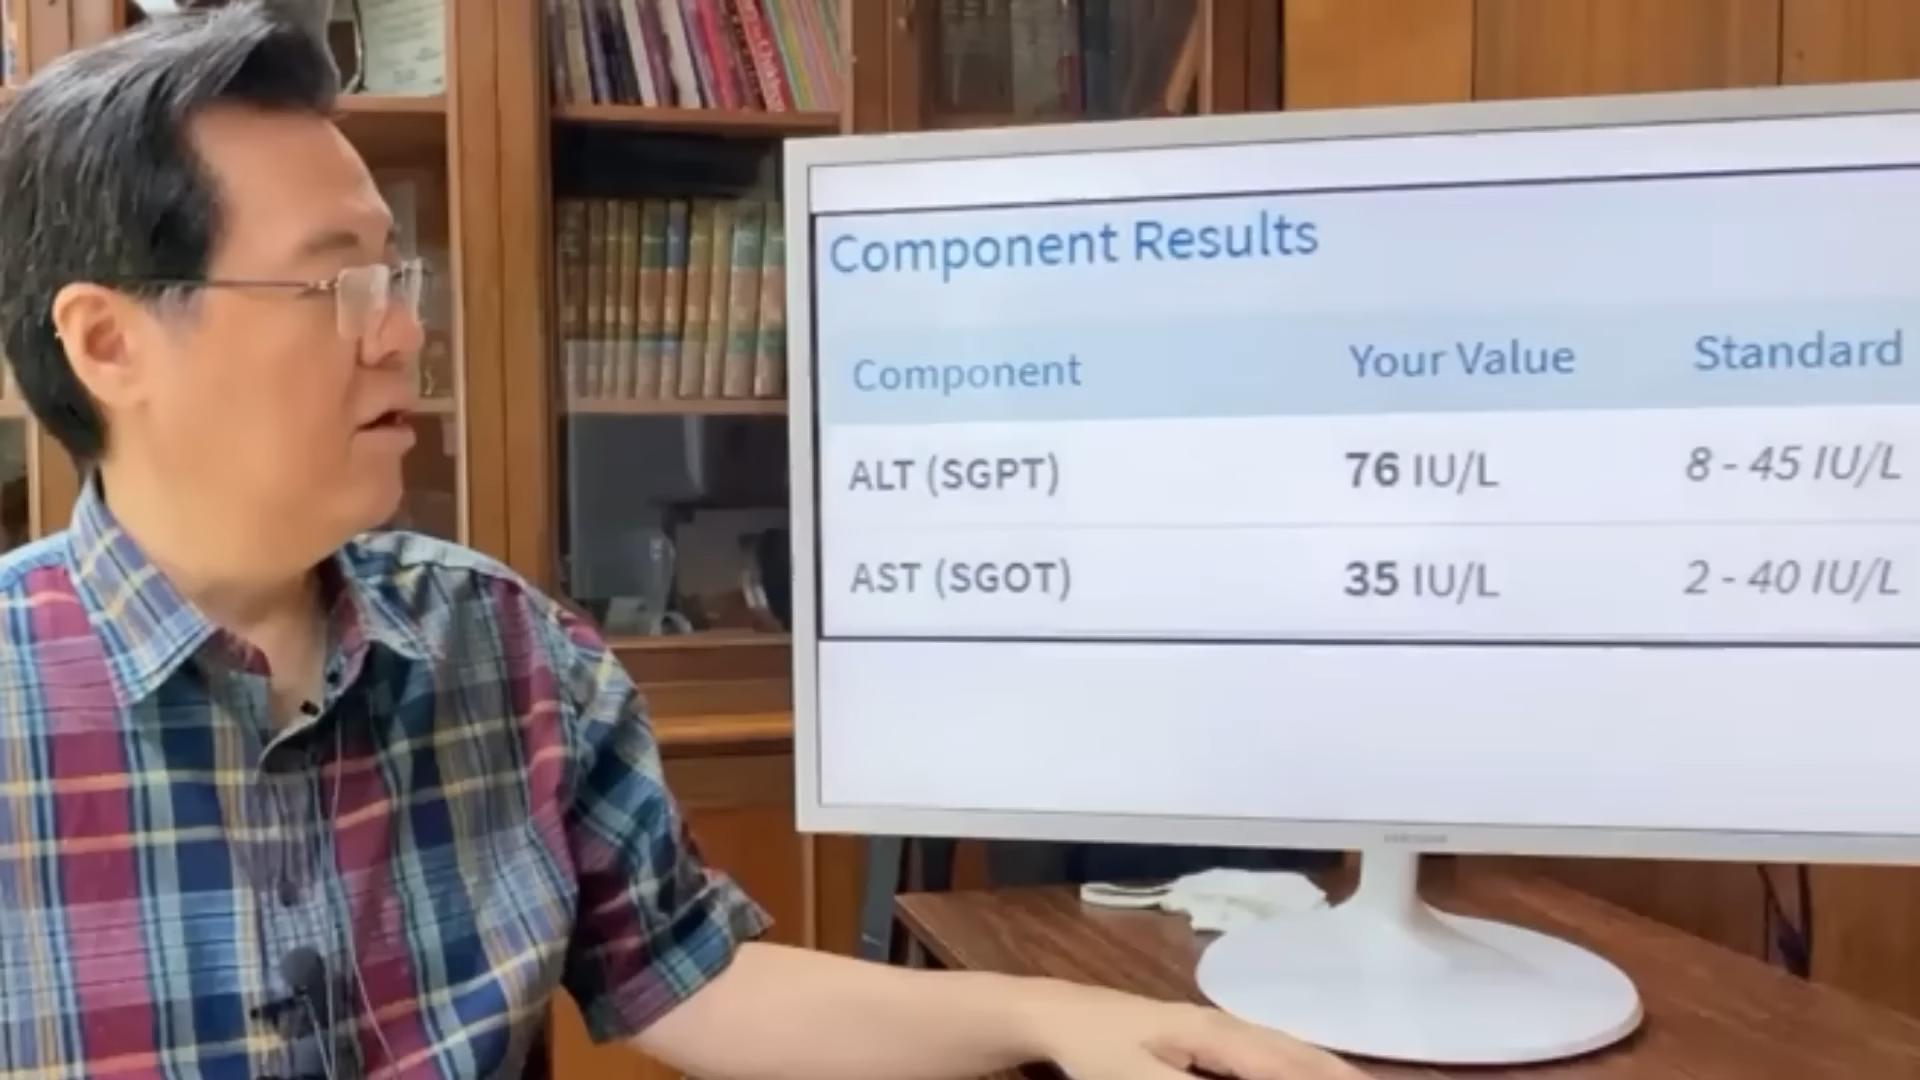 Component Results
Component Your Value Standard
ALT (SGPT) 76 IU/L 8 - 45 IU/L
AST (SGOT) 35 IU/L 2 - 40 IU/L